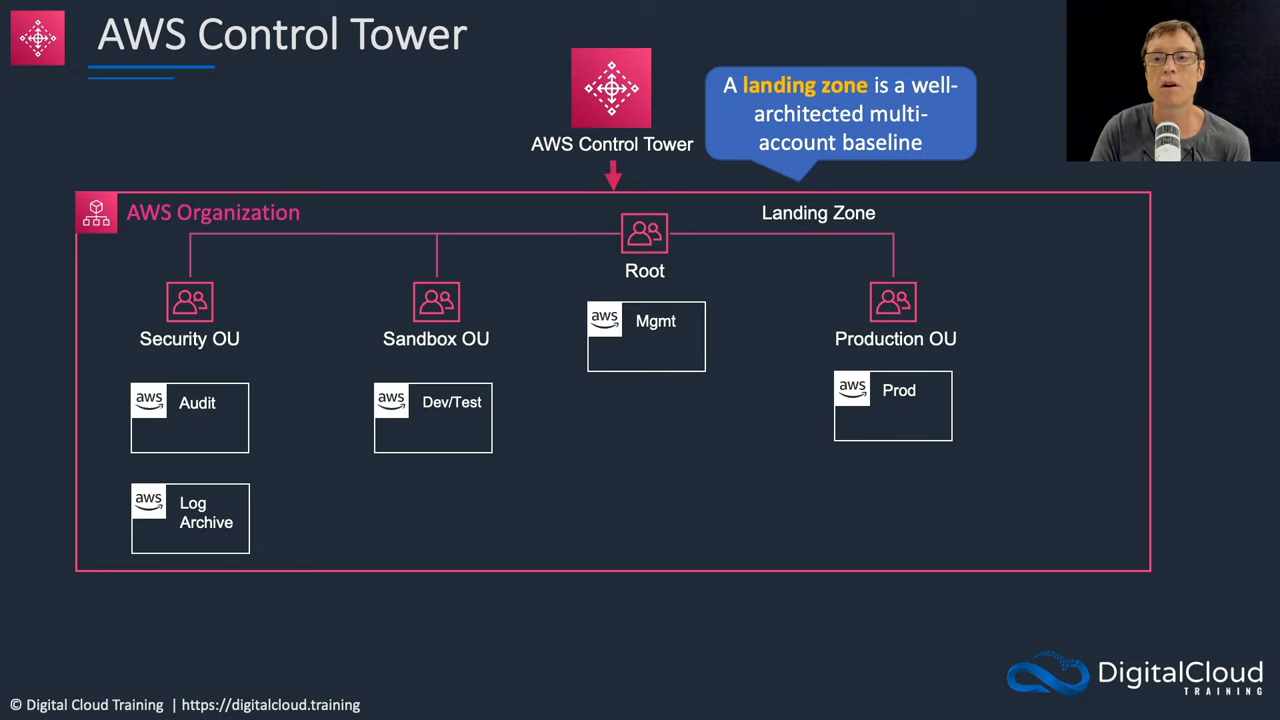 AWS Control Tower
AWS Control Tower
A landing zone is a well-
architected multi-
account baseline
AWS Organization
Landing Zone
Root
Security OU
Sandbox OU
Production OU
aws
Mgmt
aws
Audit
aws
Dev/Test
aws
Prod
aws
Log
Archive
DigitalCloud
TRAINING
© Digital Cloud Training | https://digitalcloud.training